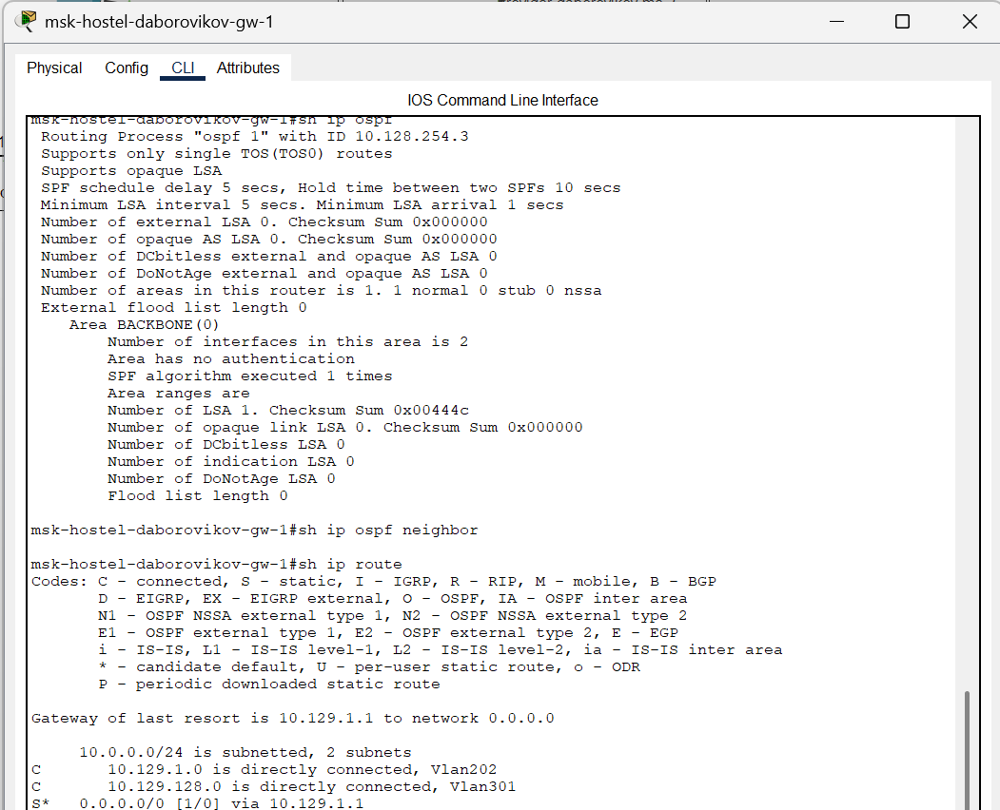 msk-hostel-daborovikov-gw-1
Physical Config CLI Attributes
IOS Command Line Interface
msk-hostel-daborovikov-gw-1#sh ip ospf
Routing Process "ospf 1" with ID 10.128.254.3
Supports only single TOS(TOS0) routes
Supports opaque LSA
SPF schedule delay 5 secs, Hold time between two SPFs 10 secs
Minimum LSA interval 5 secs. Minimum LSA arrival 1 secs
Number of external LSA 0. Checksum Sum 0x000000
Number of opaque AS LSA 0. Checksum Sum 0x000000
Number of DCbitless external and opaque AS LSA 0
Number of DoNotAge external and opaque AS LSA 0
Number of areas in this router is 1. 1 normal 0 stub 0 nssa
External flood list length 0
Area BACKBONE(0)
Number of interfaces in this area is 2
Area has no authentication
SPF algorithm executed 1 times
Area ranges are
Number of LSA 1. Checksum Sum 0x00444c
Number of opaque link LSA 0. Checksum Sum 0x000000
Number of DCbitless LSA 0
Number of indication LSA 0
Number of DoNotAge LSA 0
Flood list length 0
msk-hostel-daborovikov-gw-1#sh ip ospf neighbor
msk-hostel-daborovikov-gw-1#sh ip route
Codes: C - connected, S - static, I - IGRP, R - RIP, M - mobile, B - BGP
D - EIGRP, EX - EIGRP external, O - OSPF, IA - OSPF inter area
N1 - OSPF NSSA external type 1, N2 - OSPF NSSA external type 2
E1 - OSPF external type 1, E2 - OSPF external type 2, E - EGP
i - IS-IS, L1 - IS-IS level-1, L2 - IS-IS level-2, ia - IS-IS inter area
* - candidate default, U - per-user static route, o - ODR
P - periodic downloaded static route
Gateway of last resort is 10.129.1.1 to network 0.0.0.0
10.0.0.0/24 is subnetted, 2 subnets
C 10.129.1.0 is directly connected, Vlan202
C 10.129.128.0 is directly connected, Vlan301
S* 0.0.0.0/0 [1/0] via 10.129.1.1